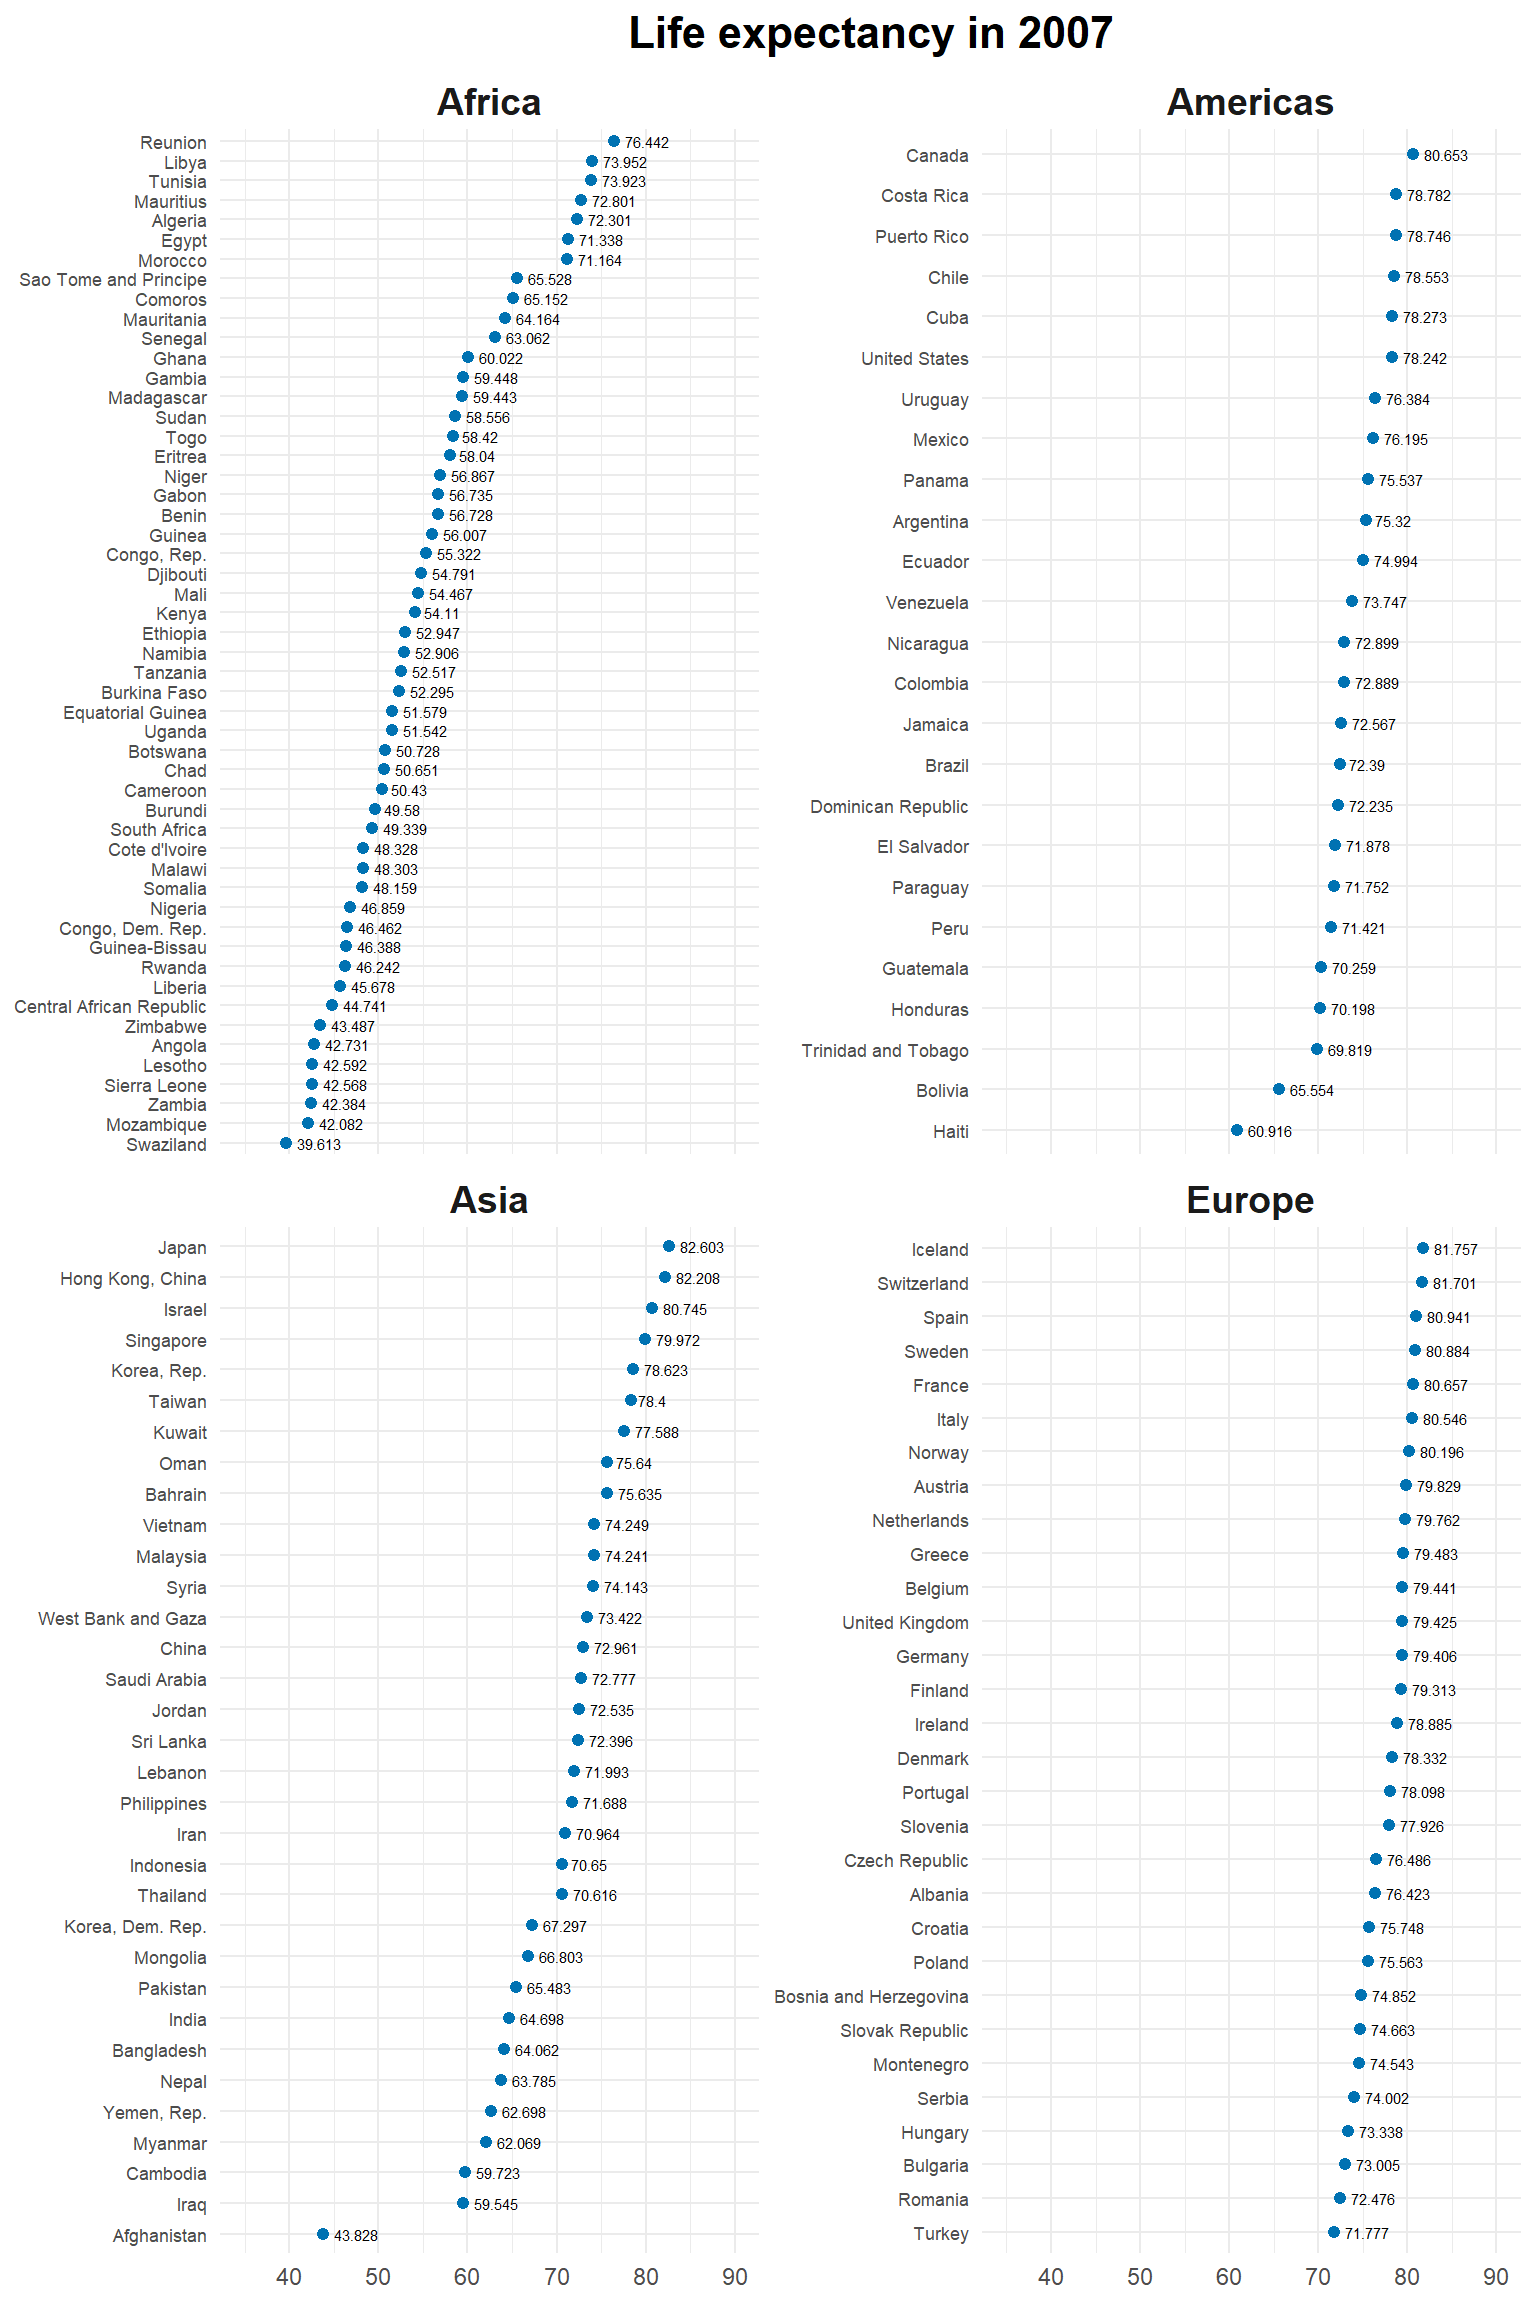 Life expectancy in 2007
Africa
Reunion 76.442
Libya 73.952
Tunisia 73.923
Mauritius 72.801
Algeria 72.301
Egypt 71.338
Morocco 71.164
Sao Tome and Principe 65.528
Comoros 65.152
Mauritania 64.164
Senegal 63.062
Ghana 60.022
Gambia 59.448
Madagascar 59.443
Sudan 58.556
Togo 58.42
Eritrea 58.04
Niger 56.867
Gabon 56.735
Benin 56.728
Guinea 56.007
Congo, Rep. 55.322
Djibouti 54.791
Mali 54.467
Kenya 54.11
Ethiopia 52.947
Namibia 52.906
Tanzania 52.517
Burkina Faso 52.295
Equatorial Guinea 51.579
Uganda 51.542
Botswana 50.728
Chad 50.651
Cameroon 50.43
Burundi 49.58
South Africa 49.339
Cote d'Ivoire 48.328
Malawi 48.303
Somalia 48.159
Nigeria 46.859
Congo, Dem. Rep. 46.462
Guinea-Bissau 46.388
Rwanda 46.242
Liberia 45.678
Central African Republic 44.741
Zimbabwe 43.487
Angola 42.731
Lesotho 42.592
Sierra Leone 42.568
Zambia 42.384
Mozambique 42.082
Swaziland 39.613
Americas
Canada 80.653
Costa Rica 78.782
Puerto Rico 78.746
Chile 78.553
Cuba 78.273
United States 78.242
Uruguay 76.384
Mexico 76.195
Panama 75.537
Argentina 75.32
Ecuador 74.994
Venezuela 73.747
Nicaragua 72.899
Colombia 72.889
Jamaica 72.567
Brazil 72.39
Dominican Republic 72.235
El Salvador 71.878
Paraguay 71.752
Peru 71.421
Guatemala 70.259
Honduras 70.198
Trinidad and Tobago 69.819
Bolivia 65.554
Haiti 60.916
Asia
Japan 82.603
Hong Kong, China 82.208
Israel 80.745
Singapore 79.972
Korea, Rep. 78.623
Taiwan 78.4
Kuwait 77.588
Oman 75.64
Bahrain 75.635
Vietnam 74.249
Malaysia 74.241
Syria 74.143
West Bank and Gaza 73.422
China 72.961
Saudi Arabia 72.777
Jordan 72.535
Sri Lanka 72.396
Lebanon 71.993
Philippines 71.688
Iran 70.964
Indonesia 70.65
Thailand 70.616
Korea, Dem. Rep. 67.297
Mongolia 66.803
Pakistan 65.483
India 64.698
Bangladesh 64.062
Nepal 63.785
Yemen, Rep. 62.698
Myanmar 62.069
Cambodia 59.723
Iraq 59.545
Afghanistan 43.828
40 50 60 70 80 90
Europe
Iceland 81.757
Switzerland 81.701
Spain 80.941
Sweden 80.884
France 80.657
Italy 80.546
Norway 80.196
Austria 79.829
Netherlands 79.762
Greece 79.483
Belgium 79.441
United Kingdom 79.425
Germany 79.406
Finland 79.313
Ireland 78.885
Denmark 78.332
Portugal 78.098
Slovenia 77.926
Czech Republic 76.486
Albania 76.423
Croatia 75.748
Poland 75.563
Bosnia and Herzegovina 74.852
Slovak Republic 74.663
Montenegro 74.543
Serbia 74.002
Hungary 73.338
Bulgaria 73.005
Romania 72.476
Turkey 71.777
40 50 60 70 80 90